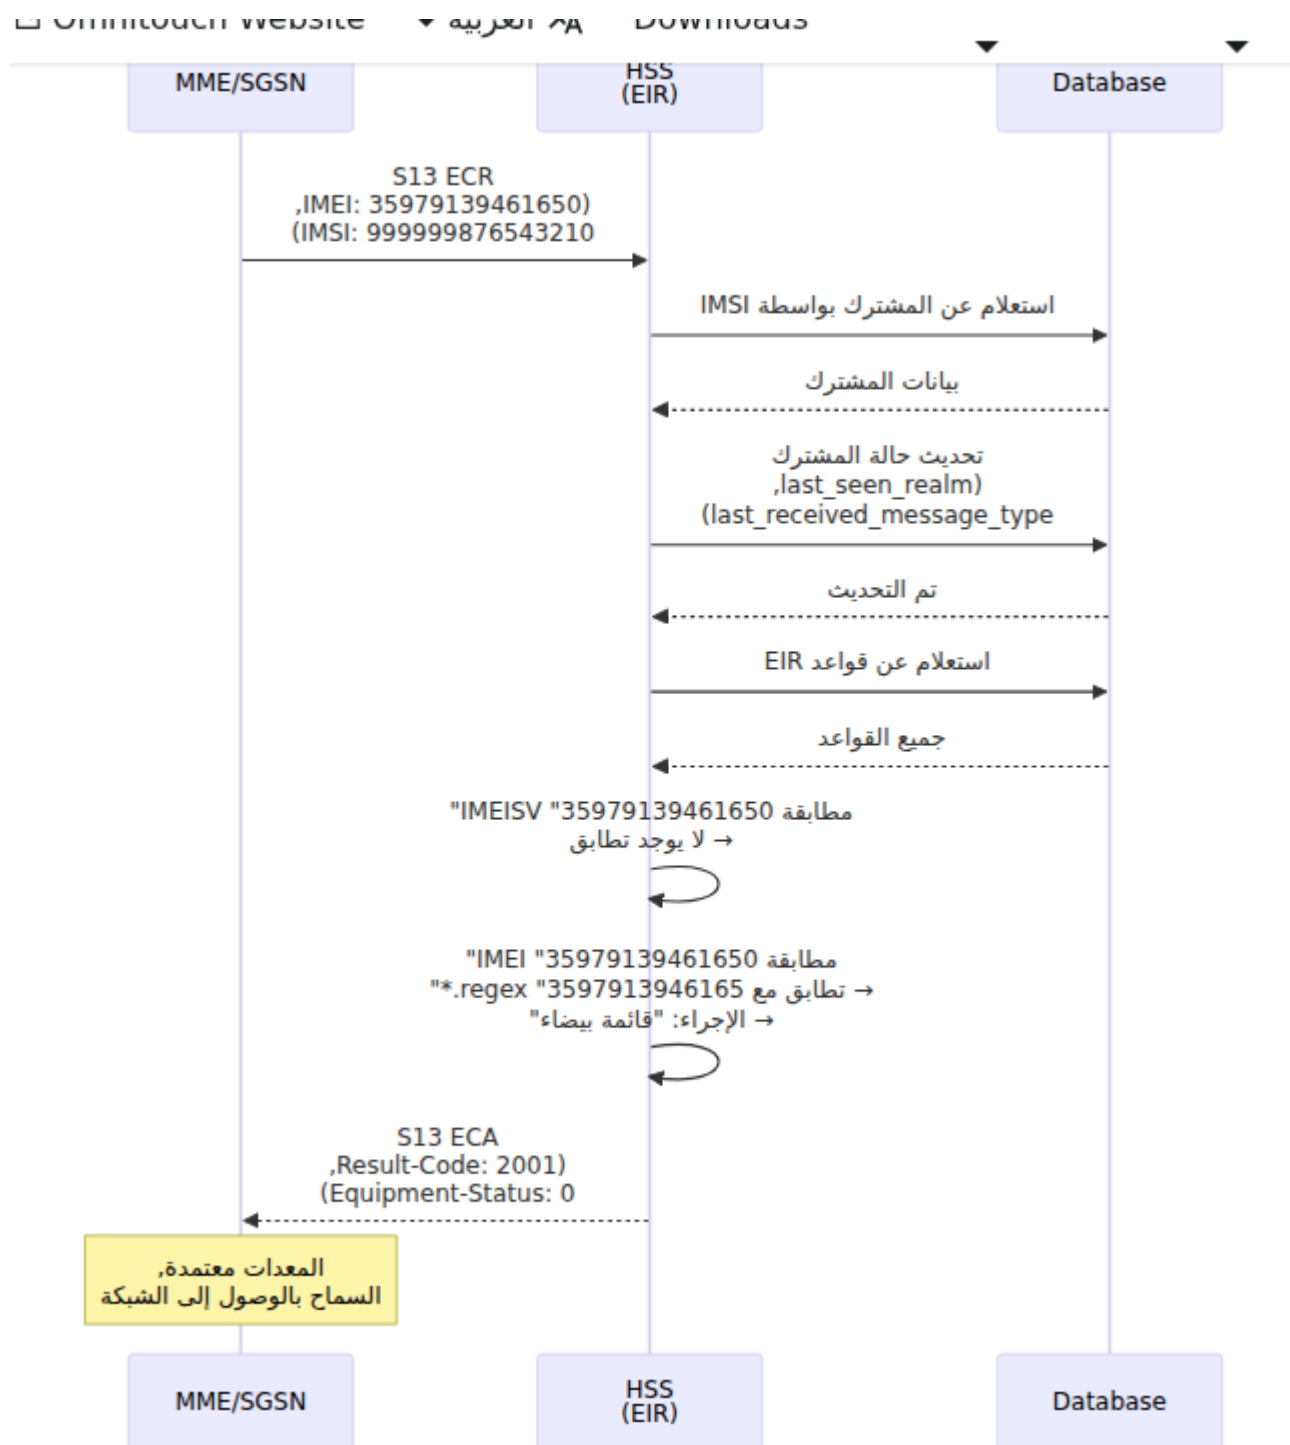 Omnitouch Website
العربية
Downloads
MME/SGSN
HSS
(EIR)
Database
S13 ECR
(IMEI: 35979139461650,
IMSI: 999999876543210)
استعلام عن المشترك بواسطة IMSI
بيانات المشترك
تحديث حالة المشترك
(last_seen_realm,
last_received_message_type)
تم التحديث
استعلام عن قواعد EIR
جميع القواعد
مطابقة IMEISV "35979139461650"
→ لا يوجد تطابق
مطابقة IMEI "35979139461650"
→ تطابق مع regex "3597913946165.*"
→ الإجراء: "قائمة بيضاء"
S13 ECA
(Result-Code: 2001,
Equipment-Status: 0)
المعدات معتمدة,
السماح بالوصول إلى الشبكة
MME/SGSN
HSS
(EIR)
Database